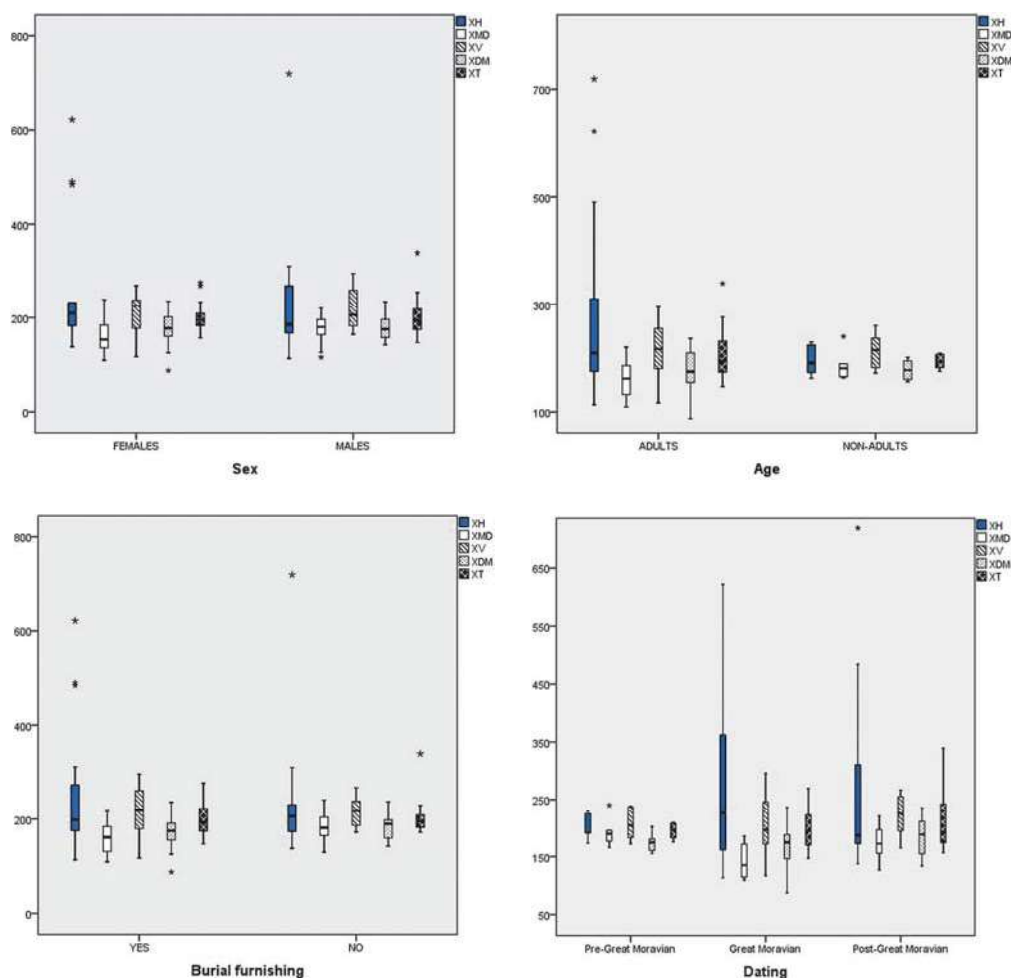 800
600
400
200
0
FEMALES MALES
Sex
XH
XMD
XV
XDM
XT
700
500
300
100
ADULTS NON-ADULTS
Age
XH
XMD
XV
XDM
XT
800
600
400
200
0
YES NO
Burial furnishing
XH
XMD
XV
XDM
XT
650
550
450
350
250
150
50
Pre-Great Moravian Great Moravian Post-Great Moravian
Dating
XH
XMD
XV
XDM
XT